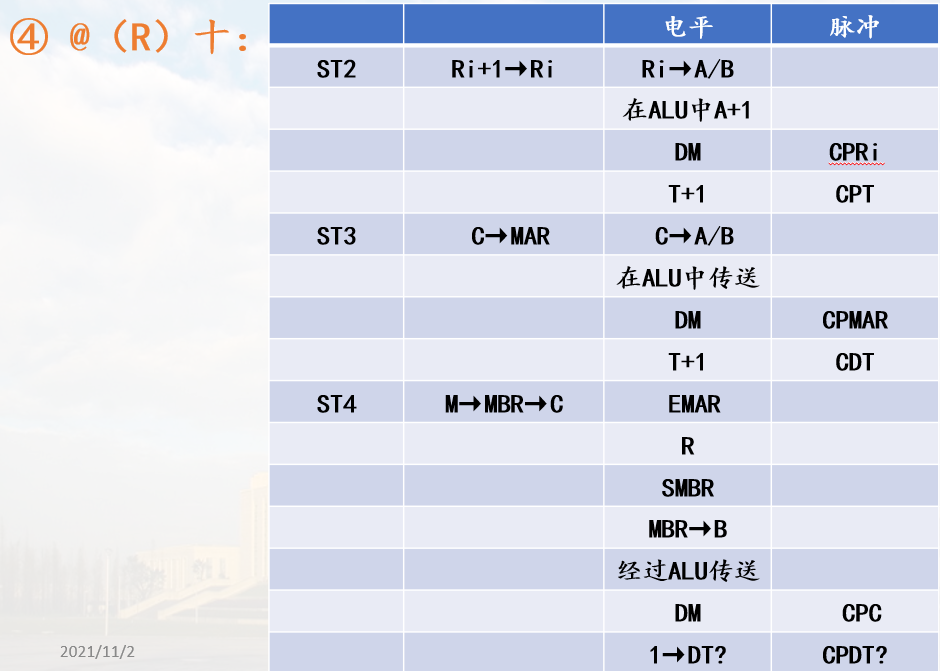 ④ @（R）十：
电平 脉冲
ST2 Ri+1→Ri Ri→A/B
在ALU中A+1
DM CPRi
T+1 CPT
ST3 C→MAR C→A/B
在ALU中传送
DM CPMAR
T+1 CDT
ST4 M→MBR→C EMAR
R
SMBR
MBR→B
经过ALU传送
DM CPC
1→DT? CPDT?
2021/11/2